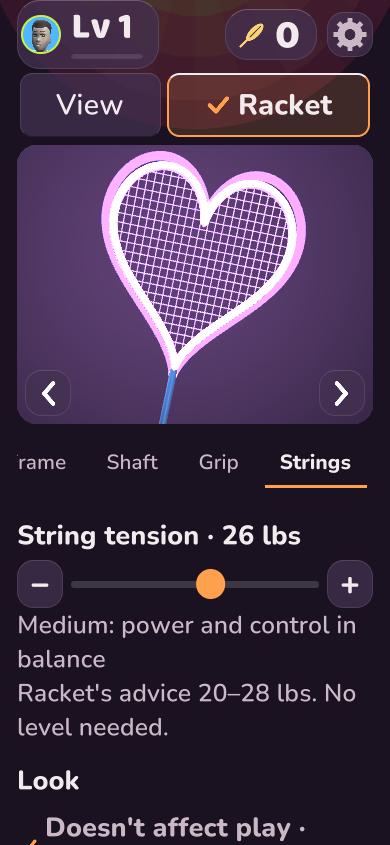 Lv 1
0
View
Racket
rame
Shaft
Grip
Strings
String tension · 26 lbs
Medium: power and control in
balance
Racket's advice 20–28 lbs. No
level needed.
Look
Doesn't affect play ·